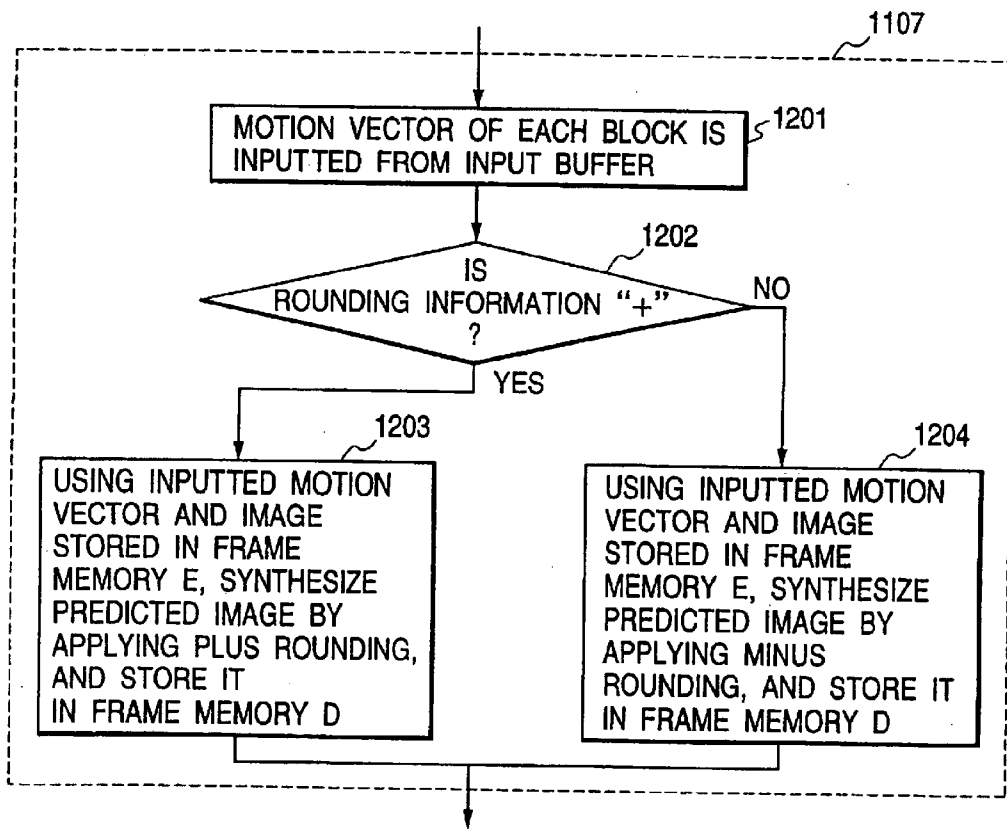 1107
MOTION VECTOR OF EACH BLOCK IS
INPUTTED FROM INPUT BUFFER
1201
1202
IS
ROUNDING INFORMATION “+”
?
NO
YES
1203
USING INPUTTED MOTION
VECTOR AND IMAGE
STORED IN FRAME
MEMORY E, SYNTHESIZE
PREDICTED IMAGE BY
APPLYING PLUS ROUNDING,
AND STORE IT
IN FRAME MEMORY D
1204
USING INPUTTED MOTION
VECTOR AND IMAGE
STORED IN FRAME
MEMORY E, SYNTHESIZE
PREDICTED IMAGE BY
APPLYING MINUS
ROUNDING, AND STORE IT
IN FRAME MEMORY D